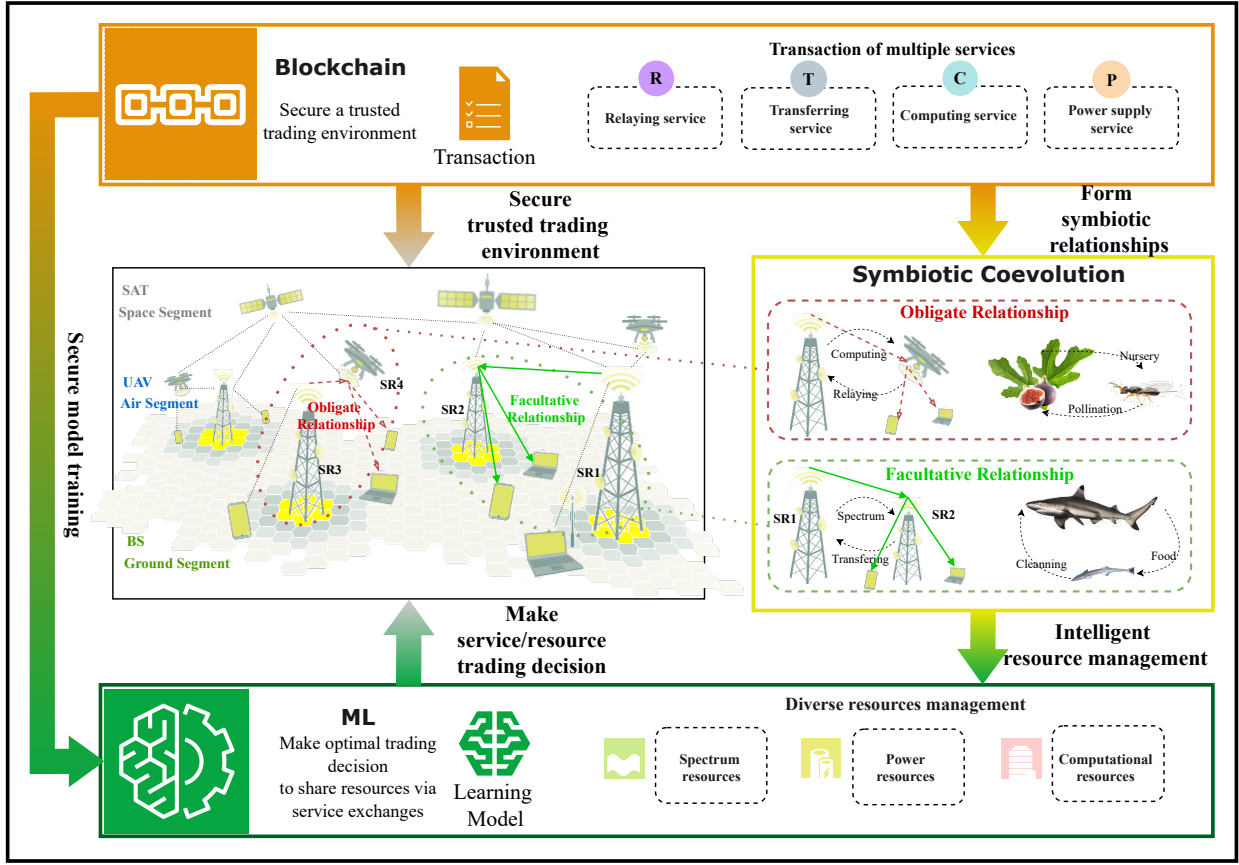 Blockchain
Secure a trusted
trading environment
Transaction
Transaction of multiple services
R
Relaying service
T
Transferring
service
C
Computing service
P
Power supply
service
Secure
trusted trading
environment
Form
symbiotic
relationships
Secure model training
SAT
Space Segment
UAV
Air Segment
BS
Ground Segment
SR4
Obligate
Relationship
SR3
SR2
Facultative
Relationship
SR1
Symbiotic Coevolution
Obligate Relationship
Computing
Relaying
Nursery
Pollination
Facultative Relationship
SR1
Spectrum
SR2
Transfering
Cleanning
Food
Make
service/resource
trading decision
Intelligent
resource management
ML
Make optimal trading
decision
to share resources via
service exchanges
Learning
Model
Diverse resources management
Spectrum
resources
Power
resources
Computational
resources